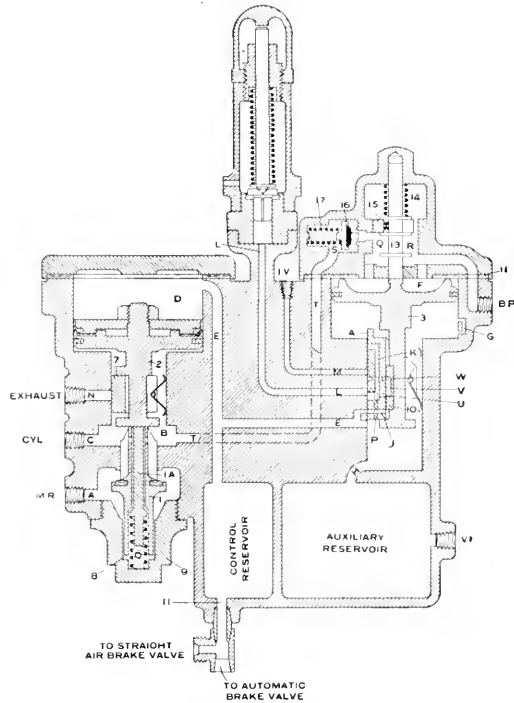 16
17
15
14
S
Q
13
R
L
IV
T
F
BP
D
E
3
G
A
K
7
2
M
W
EXHAUST
N
L
V
U
10
B
E
CYL
C
T
P
J
1A
H
MR
A
1
CONTROL
RESERVOIR
AUXILIARY
RESERVOIR
8
9
11
TO STRAIGHT
AIR BRAKE VALVE
TO AUTOMATIC
BRAKE VALVE